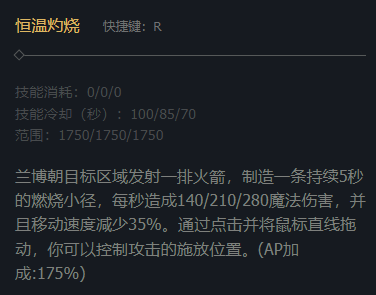 恒温灼烧 快捷键：R
技能消耗：0/0/0
技能冷却（秒）：100/85/70
范围：1750/1750/1750
兰博朝目标区域发射一排火箭，制造一条持续5秒
的燃烧小径，每秒造成140/210/280魔法伤害，并
且移动速度减少35%。通过点击并将鼠标直线拖
动，你可以控制攻击的施放位置。(AP加
成:175%)